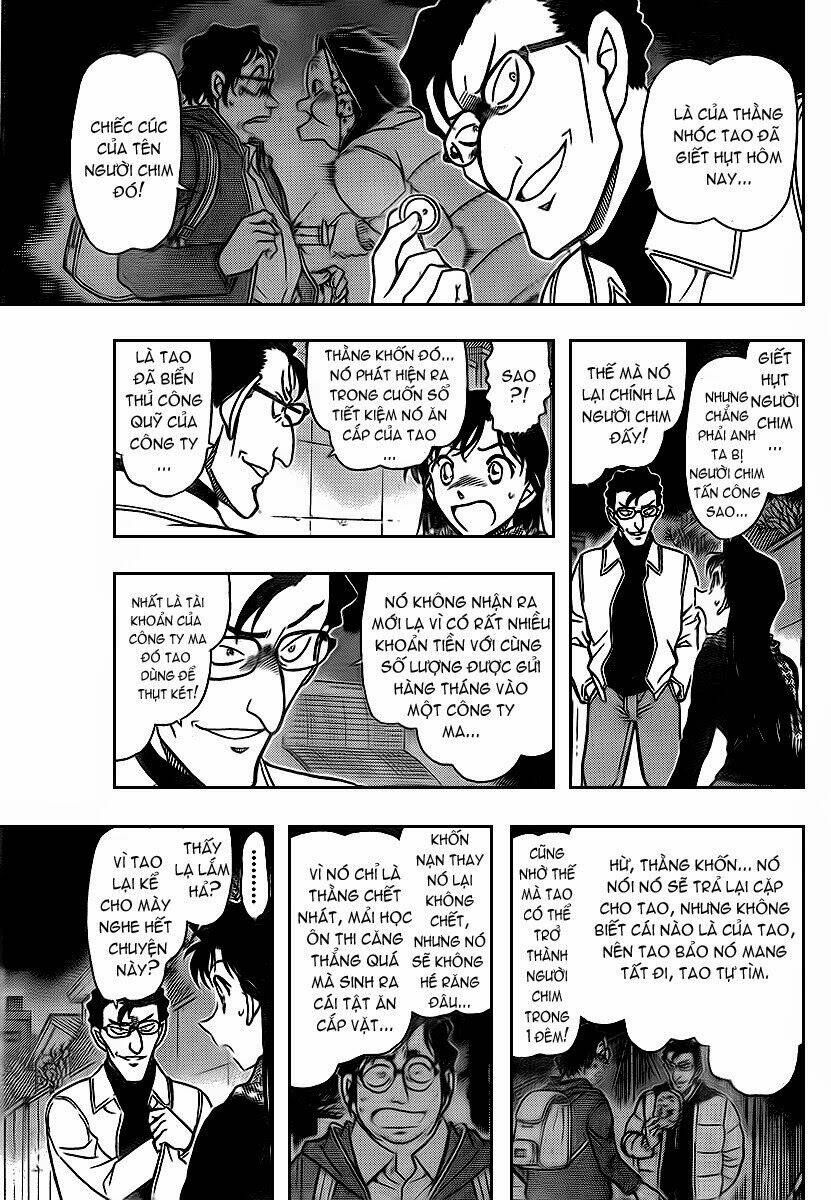 LÀ CỦA THẰNG
NHÓC TAO ĐÃ
GIẾT HỤT HÔM
NAY...
CHIẾC CÚC
CỦA TÊN
NGƯỜI CHIM
ĐÓ!
GIẾT
HỤT
NGƯỜI
CHIM
...
NHƯNG
CHẲNG
PHẢI ANH
TA BỊ
NGƯỜI CHIM
TẤN CÔNG
SAO...
THẾ MÀ NÓ
LẠI CHÍNH LÀ
NGƯỜI CHIM
ĐẤY!
SAO
?!
THẰNG KHỐN ĐÓ...
NÓ PHÁT HIỆN RA
TRONG CUỐN SỔ
TIẾT KIỆM NÓ ĂN
CẮP CỦA TAO
...
LÀ TAO
ĐÃ BIỂN
THỦ CÔNG
QUỸ CỦA
CÔNG TY
...
NÓ KHÔNG NHẬN RA
MỚI LẠ VÌ CÓ RẤT NHIỀU
KHOẢN TIỀN VỚI CÙNG
SỐ LƯỢNG ĐƯỢC GỬI
HÀNG THÁNG VÀO
MỘT CÔNG TY
MA...
NHẤT LÀ TÀI
KHOẢN CỦA
CÔNG TY MA
ĐÓ TAO
DÙNG ĐỂ
THỤT KÉT!
HỪ, THẰNG KHỐN... NÓ
NÓI NÓ SẼ TRẢ LẠI CẶP
CHO TAO, NHƯNG KHÔNG
BIẾT CÁI NÀO LÀ CỦA TAO,
NÊN TAO BẢO NÓ MANG
TẤT ĐI, TAO TỰ TÌM.
CŨNG
NHỜ THẾ
MÀ TAO
CÓ THỂ
TRỞ
THÀNH
NGƯỜI
CHIM
TRONG
1 ĐÊM!
KHỐN
NẠN THAY
NÓ LẠI
KHÔNG
CHẾT,
NHƯNG NÓ
SẼ KHÔNG
HÉ RĂNG
ĐÂU...
VÌ NÓ CHỈ LÀ
THẰNG CHẾT
NHÁT, MẢI HỌC
ÔN THI CĂNG
THẲNG QUÁ
MÀ SINH RA
CÁI TẬT ĂN
CẮP VẶT...
........
THẤY
LẠ LẮM
HẢ?
VÌ TAO
LẠI KỂ
CHO MÀY
NGHE HẾT
CHUYỆN
NÀY?